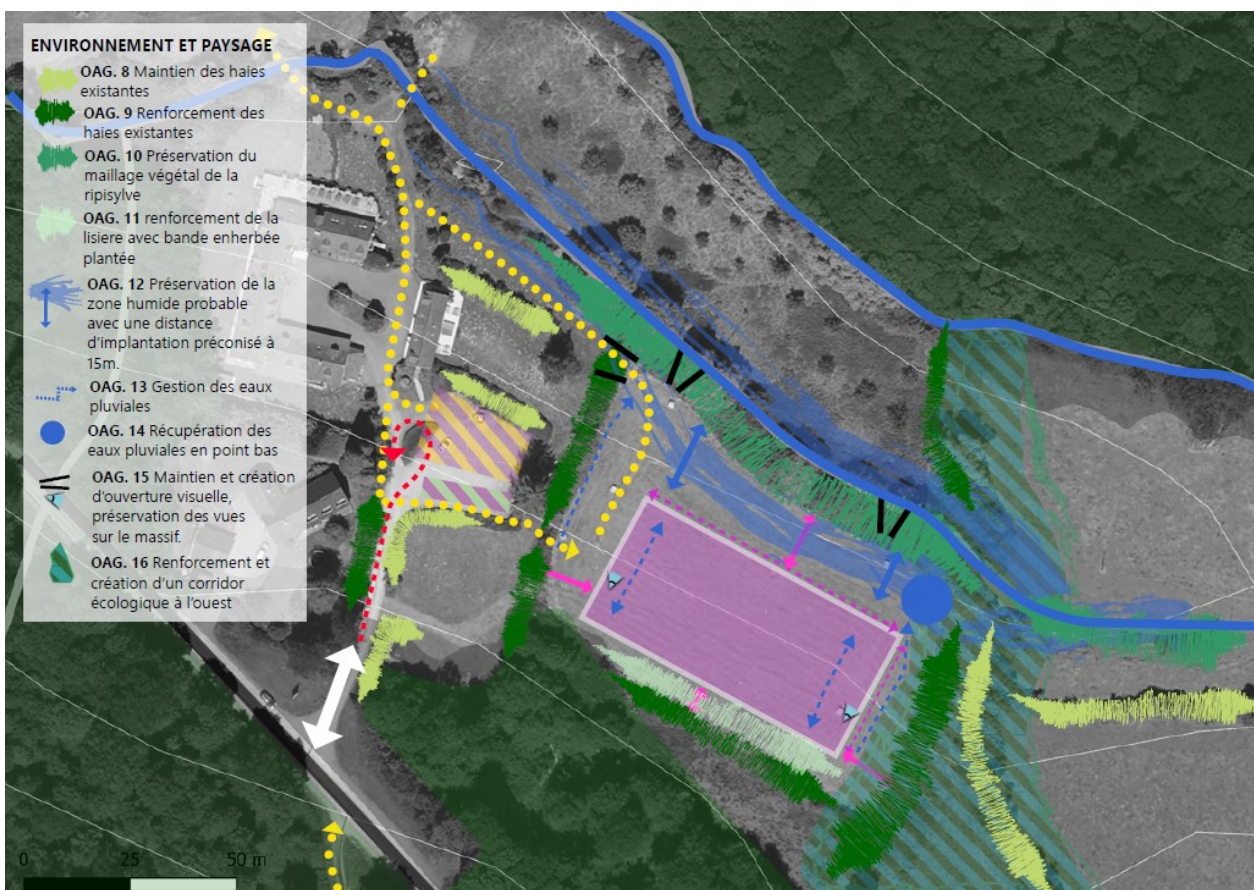 ENVIRONNEMENT ET PAYSAGE
OAG. 8 Maintien des haies
existantes
OAG. 9 Renforcement des
haies existantes
OAG. 10 Préservation du
maillage végétal de la
ripisylve
OAG. 11 renforcement de la
lisiere avec bande enherbée
plantée
OAG. 12 Préservation de la
zone humide probable
avec une distance
d'implantation préconisé à
15m.
OAG. 13 Gestion des eaux
pluviales
OAG. 14 Récupération des
eaux pluviales en point bas
OAG. 15 Maintien et création
d'ouverture visuelle,
préservation des vues
sur le massif.
OAG. 16 Renforcement et
création d'un corridor
écologique à l'ouest
0 25 50 m